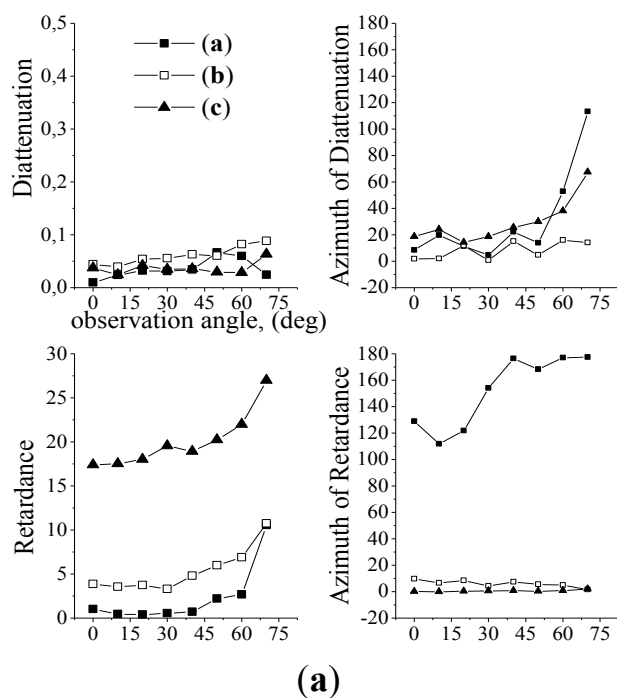 0,5
0,4
0,3
0,2
0,1
0,0
Diattenuation
(a)
(b)
(c)
0 15 30 45 60 75
observation angle, (deg)
180
160
140
120
100
80
60
40
20
0
-20
Azimuth of Diattenuation
0 15 30 45 60 75
30
25
20
15
10
5
0
Retardance
0 15 30 45 60 75
180
160
140
120
100
80
60
40
20
0
-20
Azimuth of Retardance
0 15 30 45 60 75
(a)